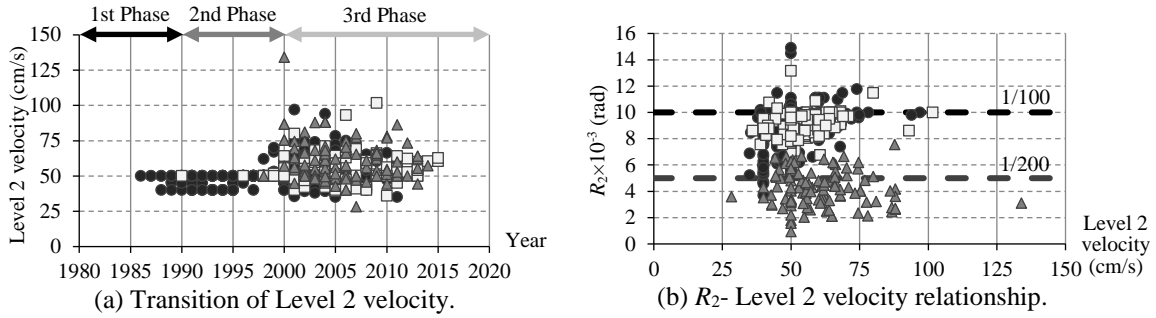 1st Phase 2nd Phase 3rd Phase
Level 2 velocity (cm/s)
150
125
100
75
50
25
0
1980 1985 1990 1995 2000 2005 2010 2015 2020
Year
(a) Transition of Level 2 velocity.
R₂×10⁻³ (rad)
16
14
12
10
8
6
4
2
0
1/100
1/200
0 25 50 75 100 125 150
Level 2
velocity
(cm/s)
(b) R₂- Level 2 velocity relationship.